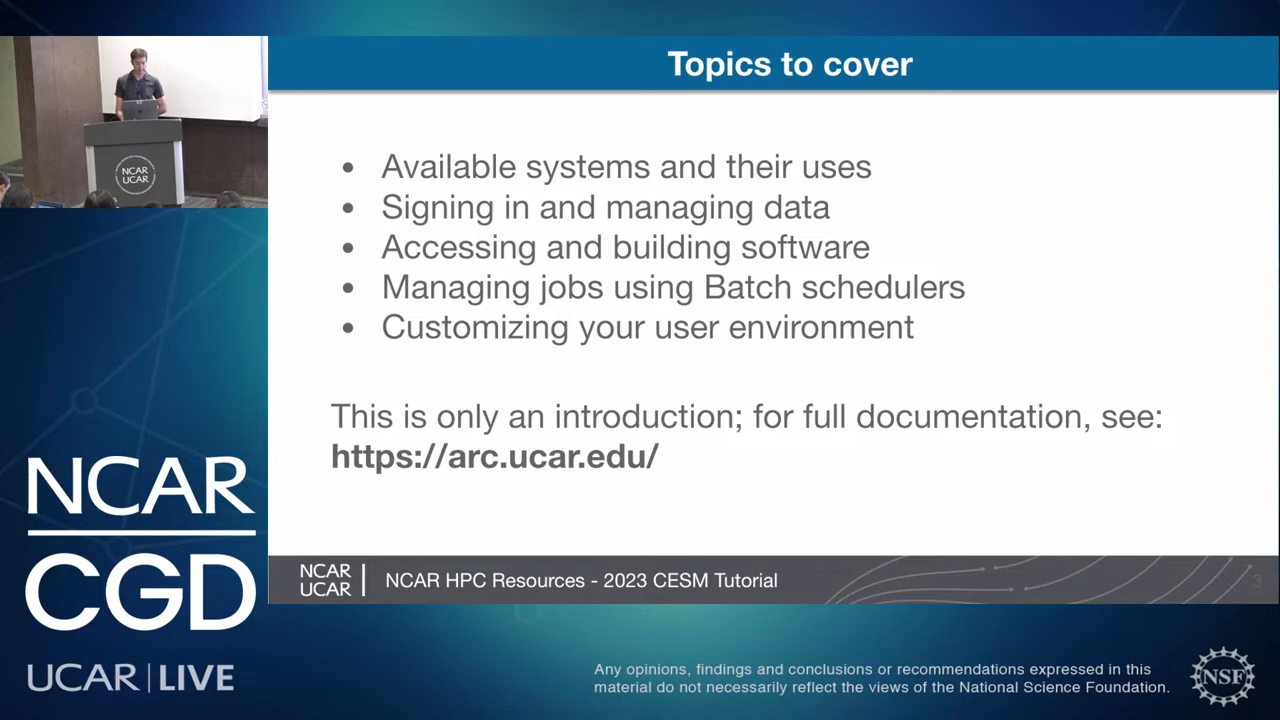 Topics to cover
NCAR
UCAR
• Available systems and their uses
• Signing in and managing data
• Accessing and building software
• Managing jobs using Batch schedulers
• Customizing your user environment
This is only an introduction; for full documentation, see:
https://arc.ucar.edu/
NCAR
CGD
UCAR | LIVE
NCAR
UCAR
NCAR HPC Resources - 2023 CESM Tutorial
3
Any opinions, findings and conclusions or recommendations expressed in this
material do not necessarily reflect the views of the National Science Foundation.
NSF